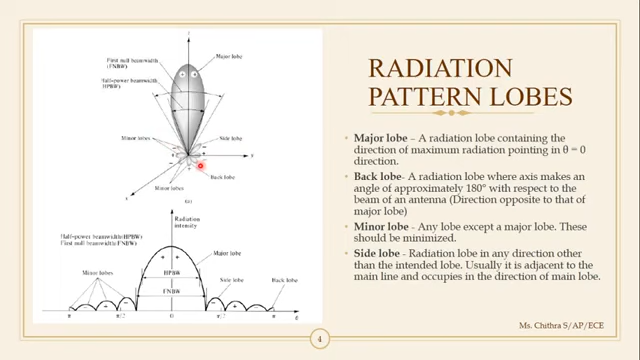 z
First null beamwidth
(FNBW)
Major lobe
Half-power beamwidth
(HPBW)
+ +
Minor lobes
Side lobe
y
Back lobe
x
Minor lobes
(a)
Radiation
intensity
Half-power beamwidth(HPBW)
First null beamwidth(FNBW)
Major lobe
+ +
Minor lobes
HPBW
Side lobe
Back lobe
FNBW
π π/2 0 π/2 π θ
RADIATION
PATTERN LOBES
• Major lobe – A radiation lobe containing the
direction of maximum radiation pointing in θ = 0
direction.
• Back lobe- A radiation lobe where axis makes an
angle of approximately 180° with respect to the
beam of an antenna (Direction opposite to that of
major lobe)
• Minor lobe - Any lobe except a major lobe. These
should be minimized.
• Side lobe - Radiation lobe in any direction other
than the intended lobe. Usually it is adjacent to the
main line and occupies in the direction of main lobe.
Ms. Chithra S/AP/ECE
4